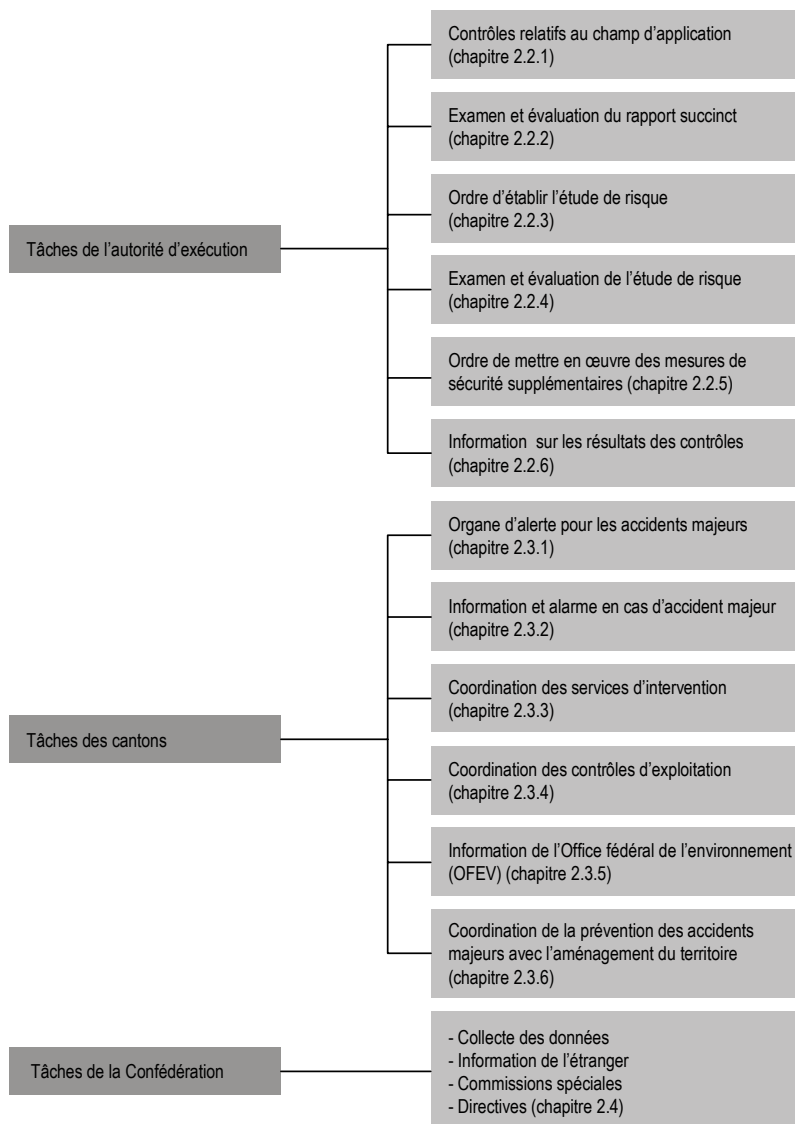 Contrôles relatifs au champ d’application
(chapitre 2.2.1)
Examen et évaluation du rapport succinct
(chapitre 2.2.2)
Ordre d’établir l’étude de risque
(chapitre 2.2.3)
Tâches de l’autorité d’exécution
Examen et évaluation de l’étude de risque
(chapitre 2.2.4)
Ordre de mettre en œuvre des mesures de
sécurité supplémentaires (chapitre 2.2.5)
Information sur les résultats des contrôles
(chapitre 2.2.6)
Organe d’alerte pour les accidents majeurs
(chapitre 2.3.1)
Information et alarme en cas d’accident majeur
(chapitre 2.3.2)
Coordination des services d’intervention
(chapitre 2.3.3)
Tâches des cantons
Coordination des contrôles d’exploitation
(chapitre 2.3.4)
Information de l’Office fédéral de l’environnement
(OFEV) (chapitre 2.3.5)
Coordination de la prévention des accidents
majeurs avec l’aménagement du territoire
(chapitre 2.3.6)
Tâches de la Confédération
- Collecte des données
- Information de l’étranger
- Commissions spéciales
- Directives (chapitre 2.4)